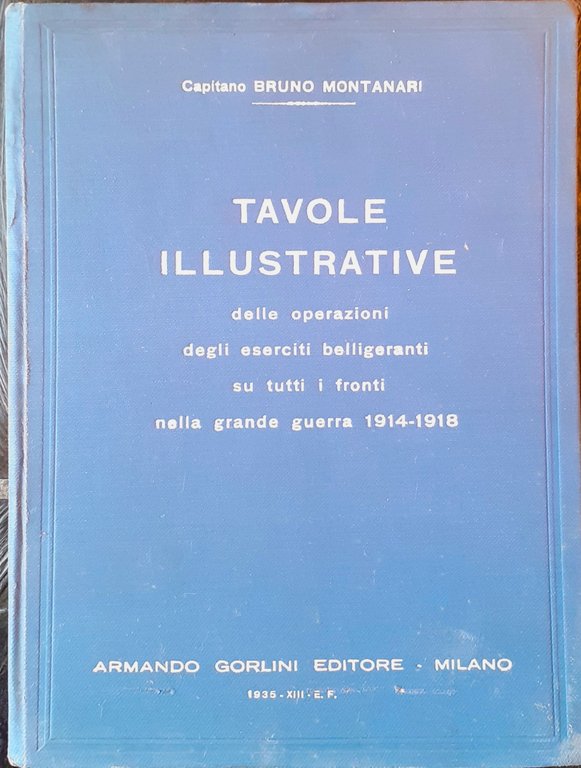 Capitano BRUNO MONTANARI
TAVOLE
ILLUSTRATIVE
delle operazioni
degli eserciti belligeranti
su tutti i fronti
nella grande guerra 1914-1918
ARMANDO GORLINI EDITORE - MILANO
1935 - XIII - E. F.